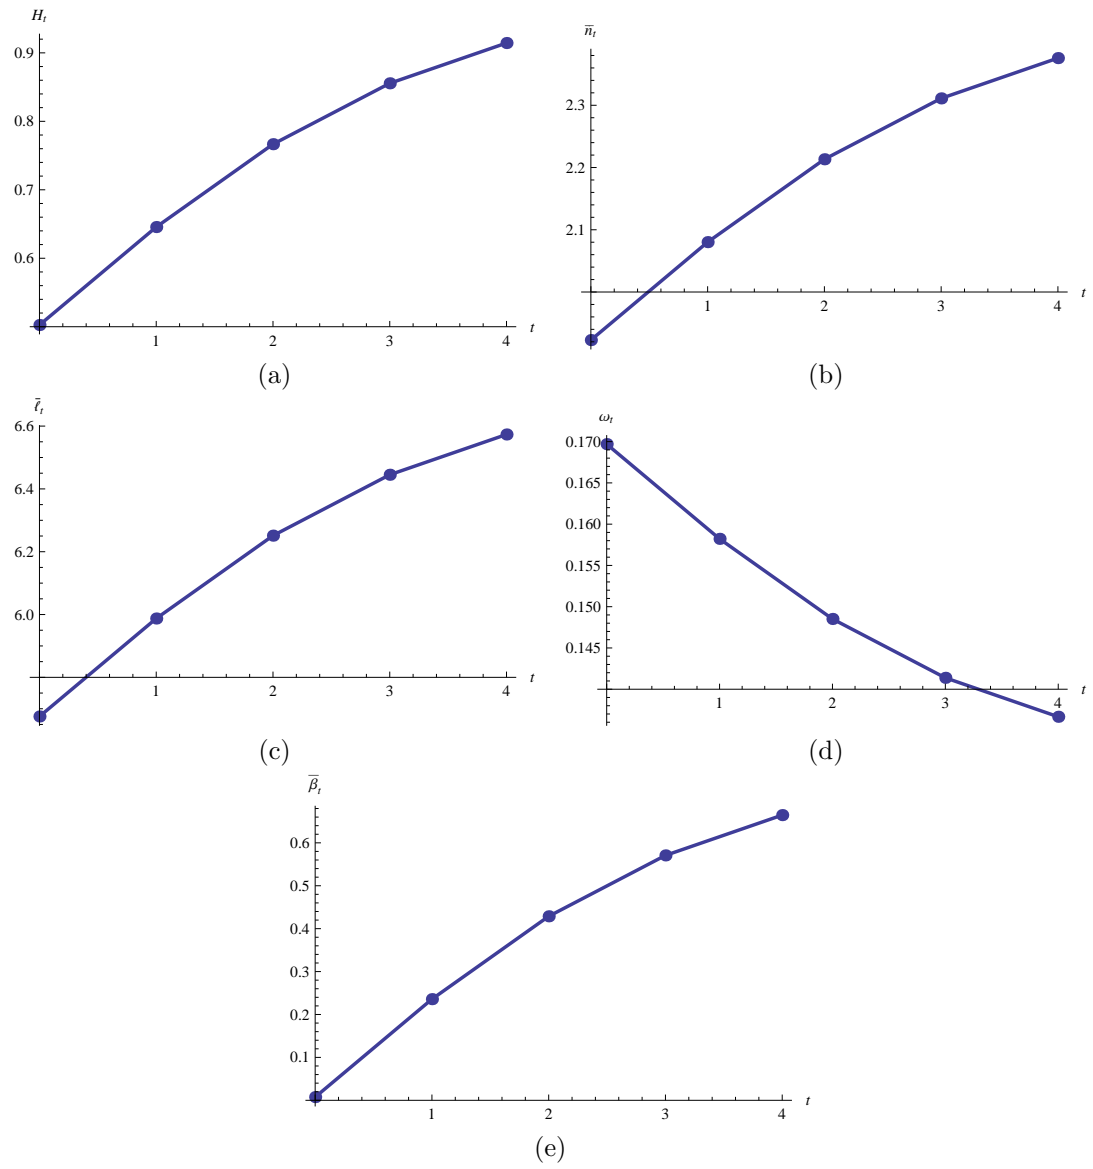 H_t
0.9
0.8
0.7
0.6
1 2 3 4 t
(a)
n̄_t
2.3
2.2
2.1
1 2 3 4 t
(b)
ℓ̄_t
6.6
6.4
6.2
6.0
1 2 3 4 t
(c)
ω_t
0.170
0.165
0.160
0.155
0.150
0.145
1 2 3 4 t
(d)
β̄_t
0.6
0.5
0.4
0.3
0.2
0.1
1 2 3 4 t
(e)